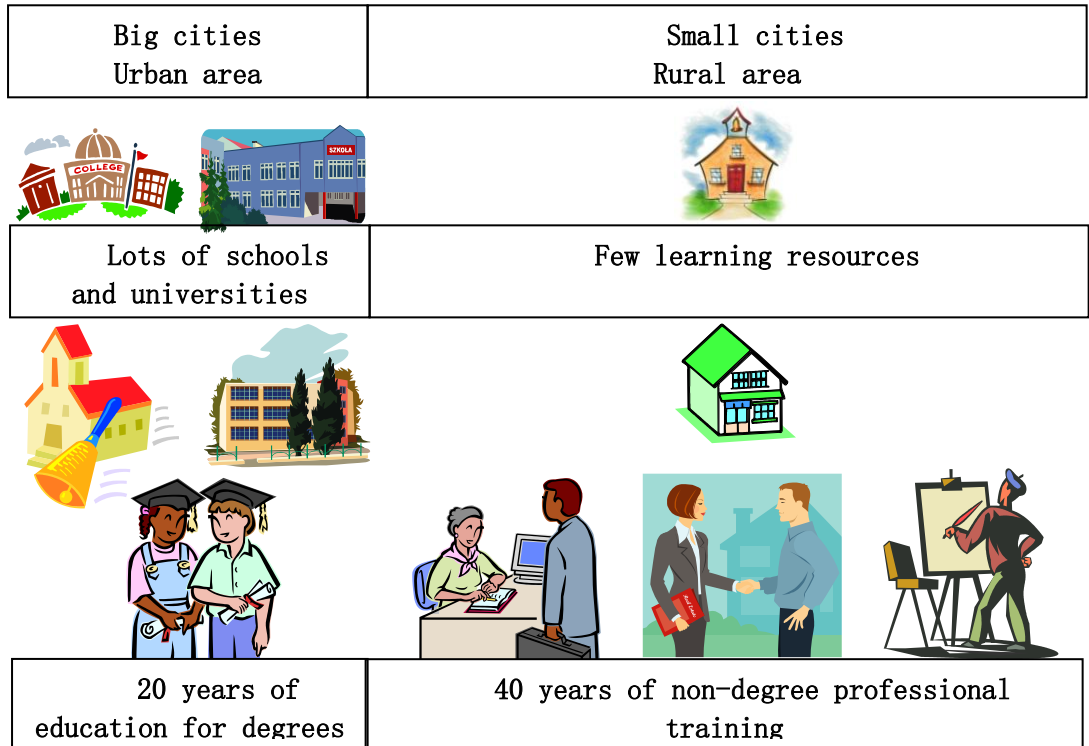 Big cities
Urban area
Small cities
Rural area
COLLEGE
SZKOŁA
Lots of schools
and universities
Few learning resources
20 years of
education for degrees
40 years of non-degree professional
training